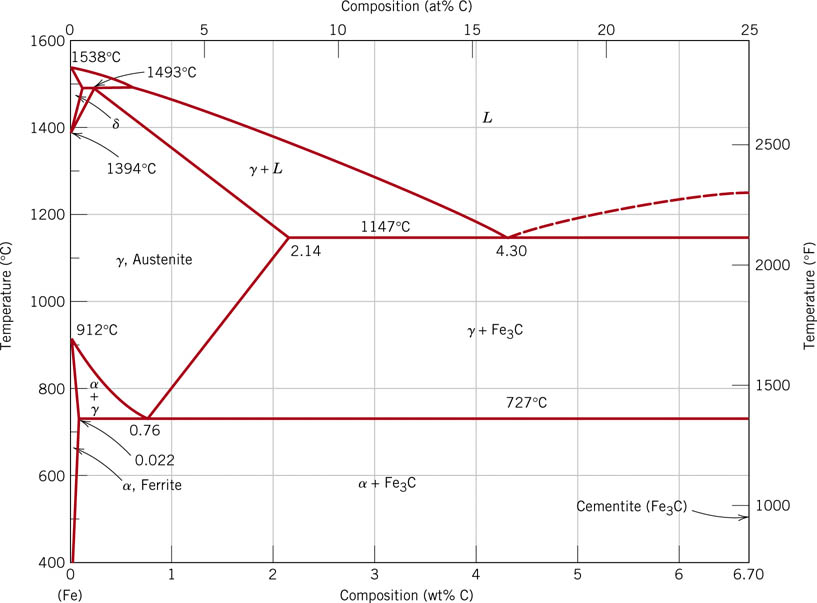 Composition (at% C)
0 5 10 15 20 25
1600
1538°C
1493°C
L
δ
1400
2500
1394°C
γ + L
1200
1147°C
2.14
4.30
γ, Austenite
2000
Temperature (°C)
Temperature (°F)
1000
γ + Fe₃C
912°C
α
+
γ
800
1500
727°C
0.76
0.022
600
α, Ferrite
α + Fe₃C
Cementite (Fe₃C)
1000
400
0 1 2 3 4 5 6 6.70
(Fe)
Composition (wt% C)